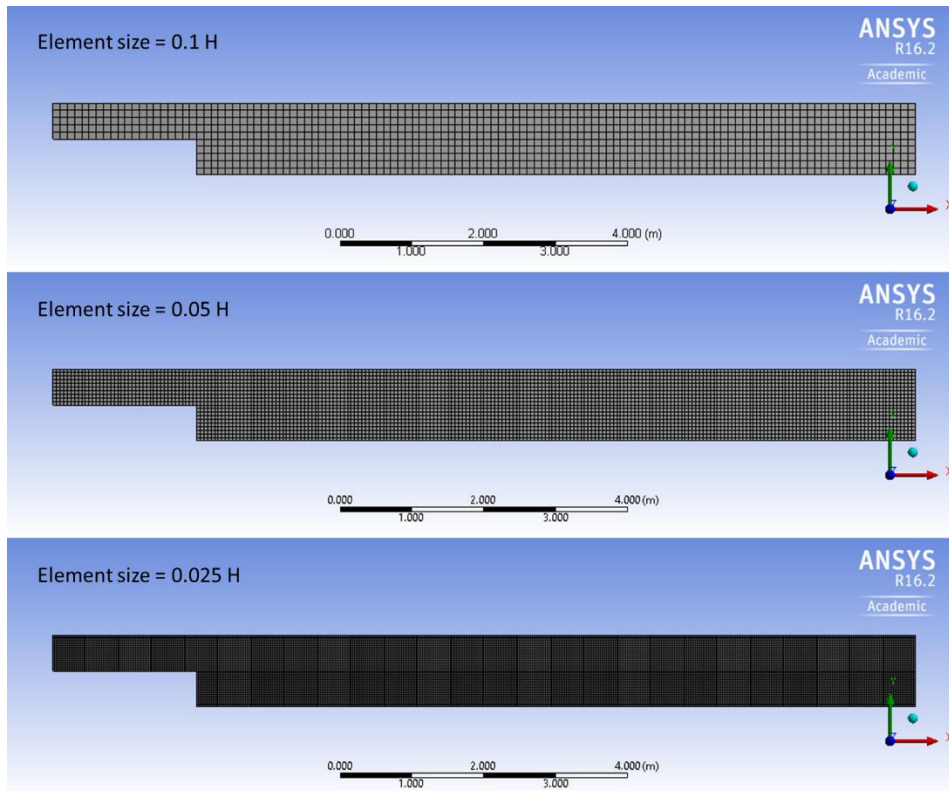 Element size = 0.1 H
ANSYS
R16.2
Academic
Y
X
0.000 2.000 4.000 (m)
1.000 3.000
Element size = 0.05 H
ANSYS
R16.2
Academic
Y
X
0.000 2.000 4.000 (m)
1.000 3.000
Element size = 0.025 H
ANSYS
R16.2
Academic
Y
X
0.000 2.000 4.000 (m)
1.000 3.000